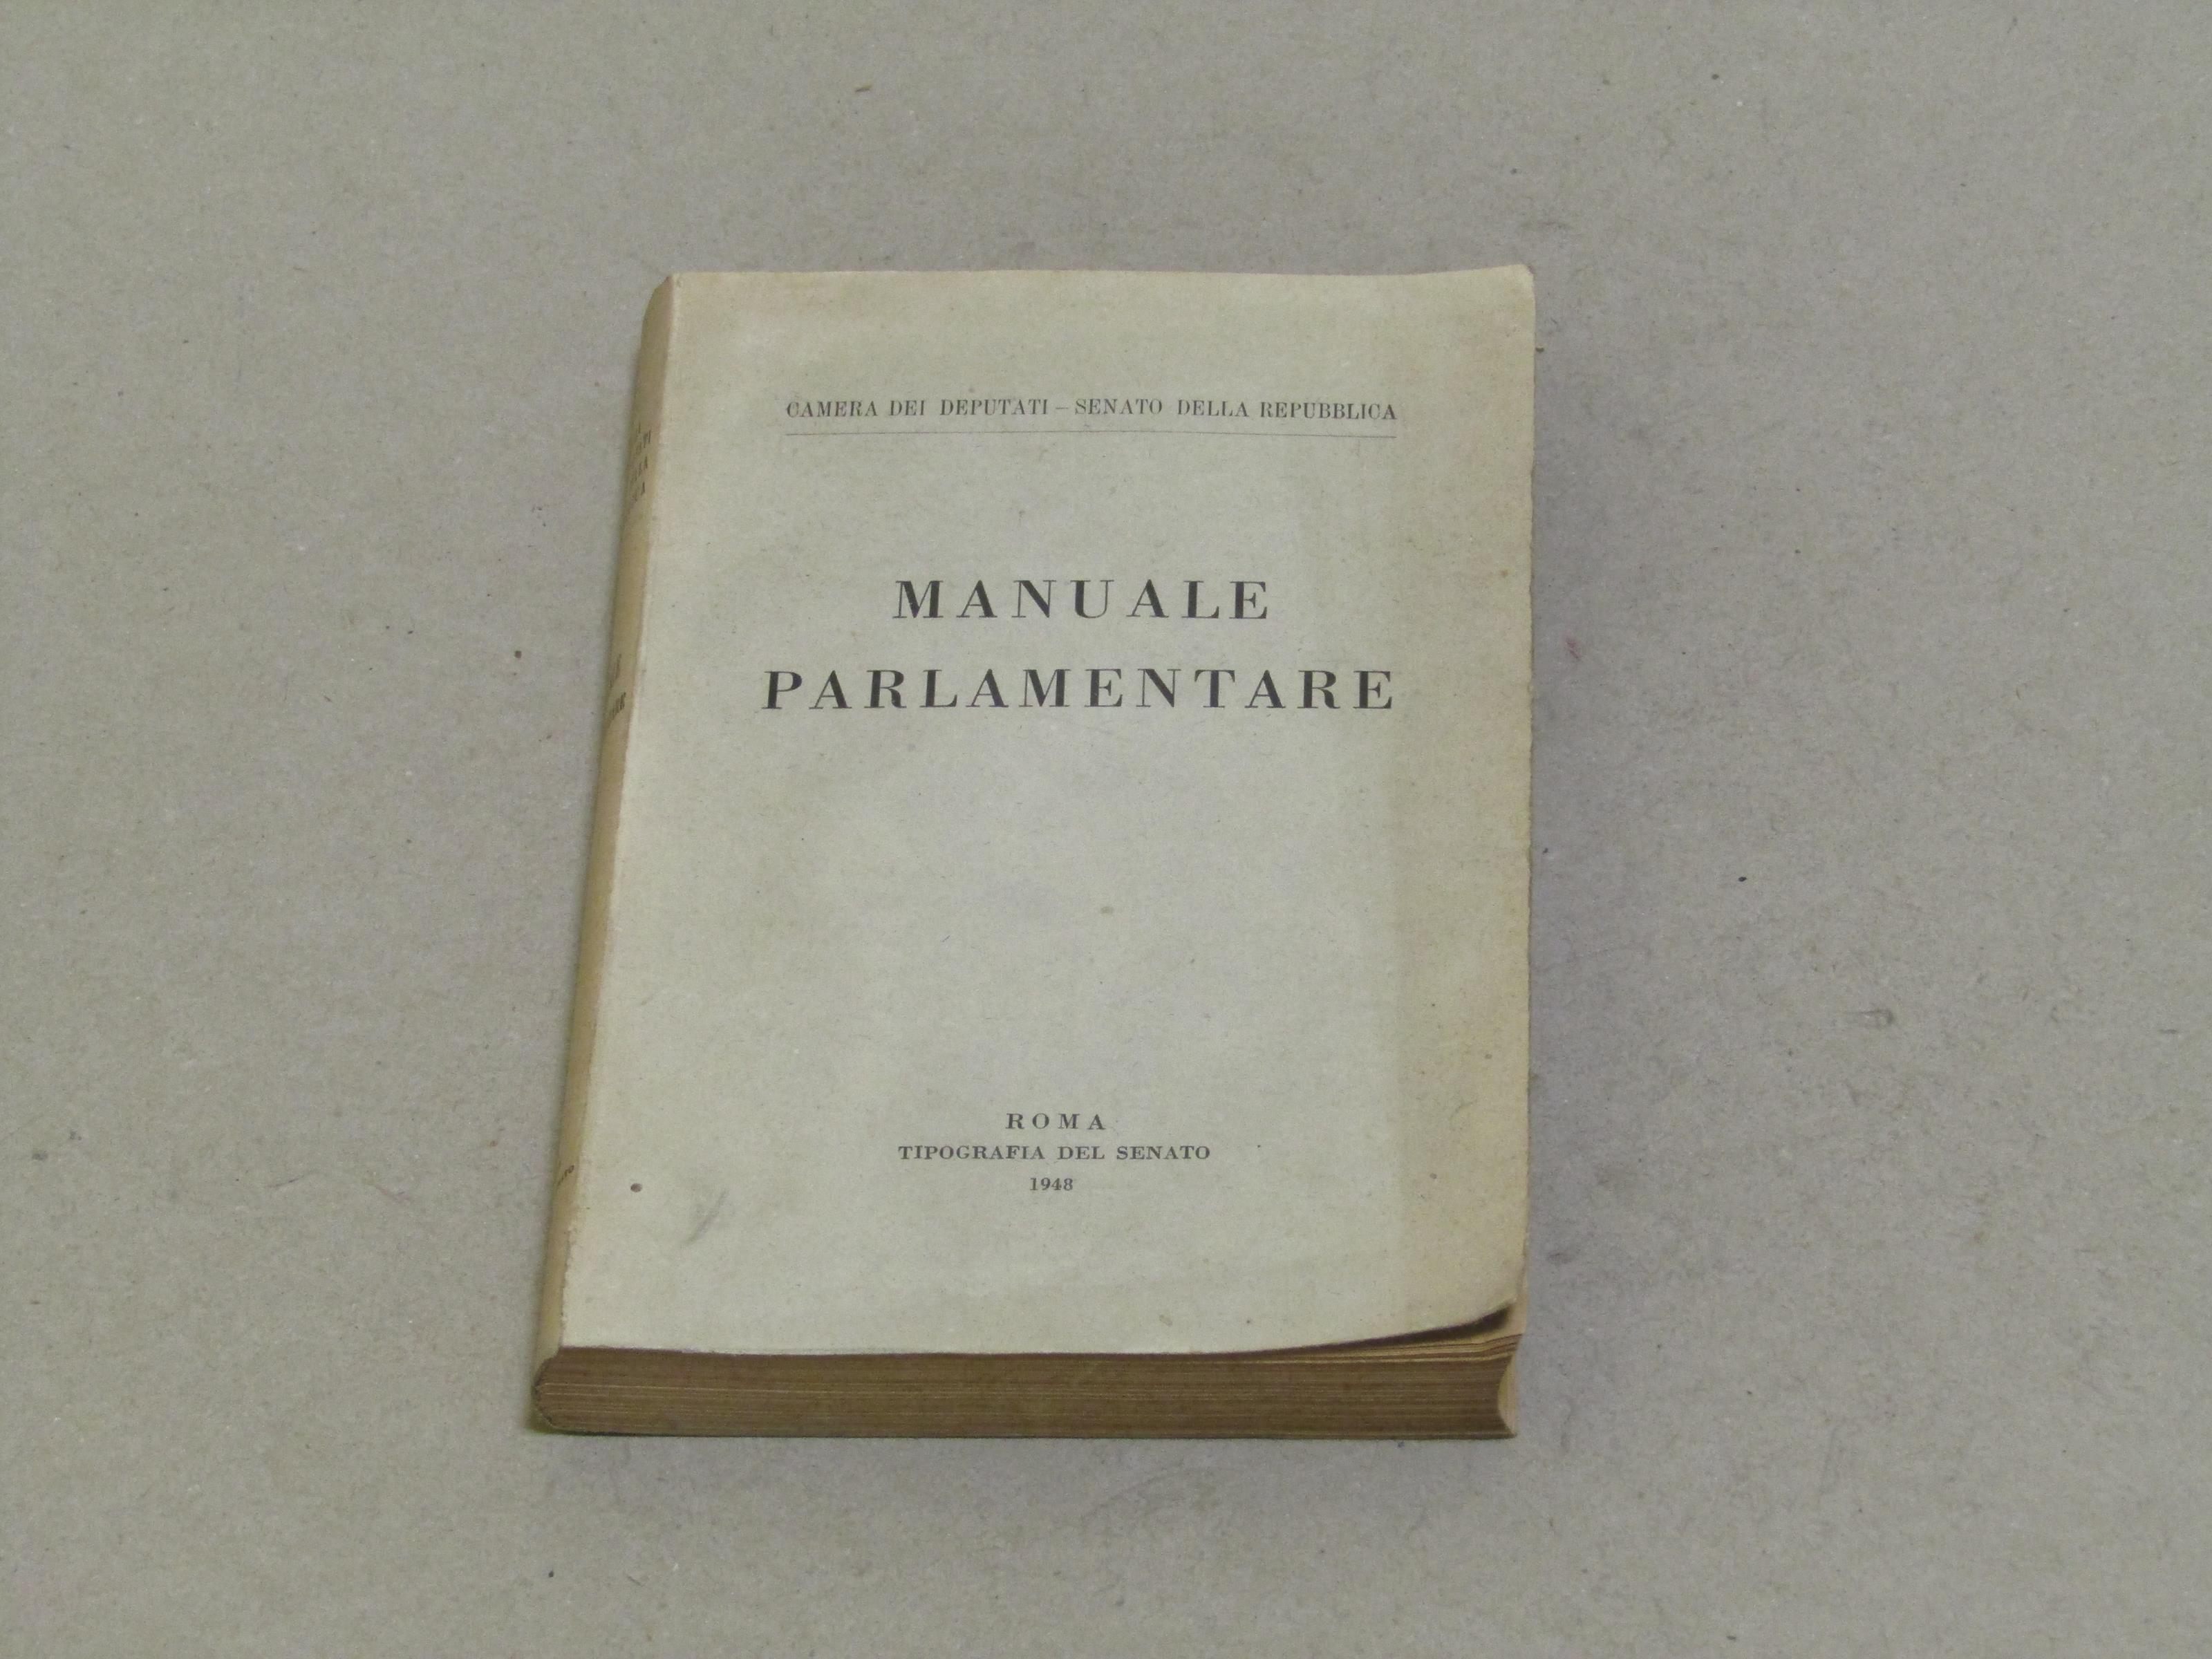 CAMERA DEI DEPUTATI – SENATO DELLA REPUBBLICA
MANUALE
PARLAMENTARE
ROMA
TIPOGRAFIA DEL SENATO
1948